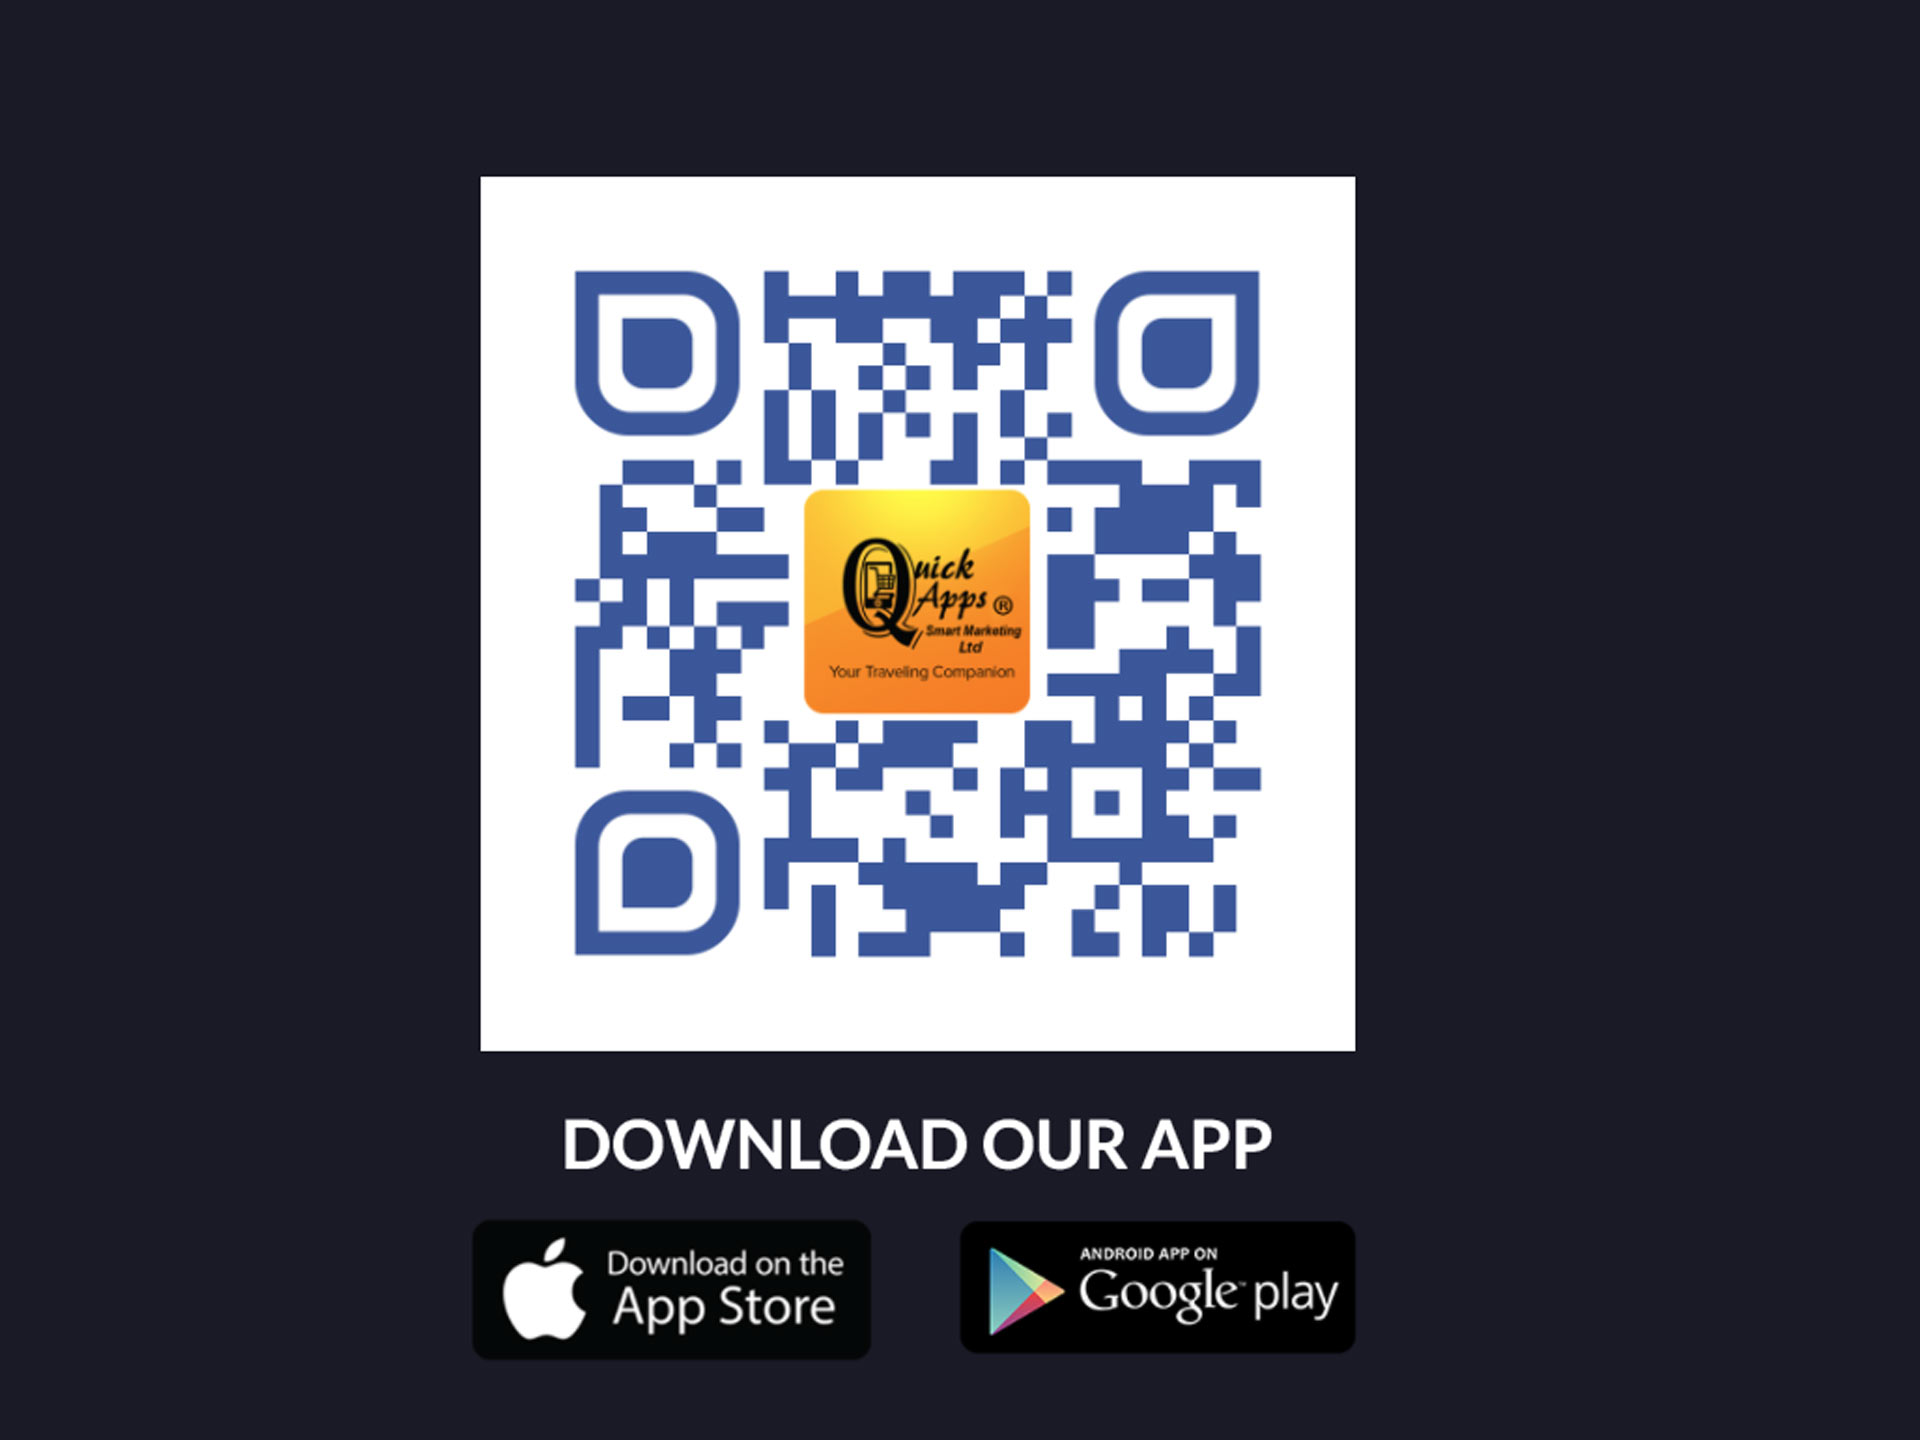 Quick
Apps ®
Smart Marketing
Ltd
Your Traveling Companion
DOWNLOAD OUR APP
Download on the
App Store
ANDROID APP ON
Google™ play